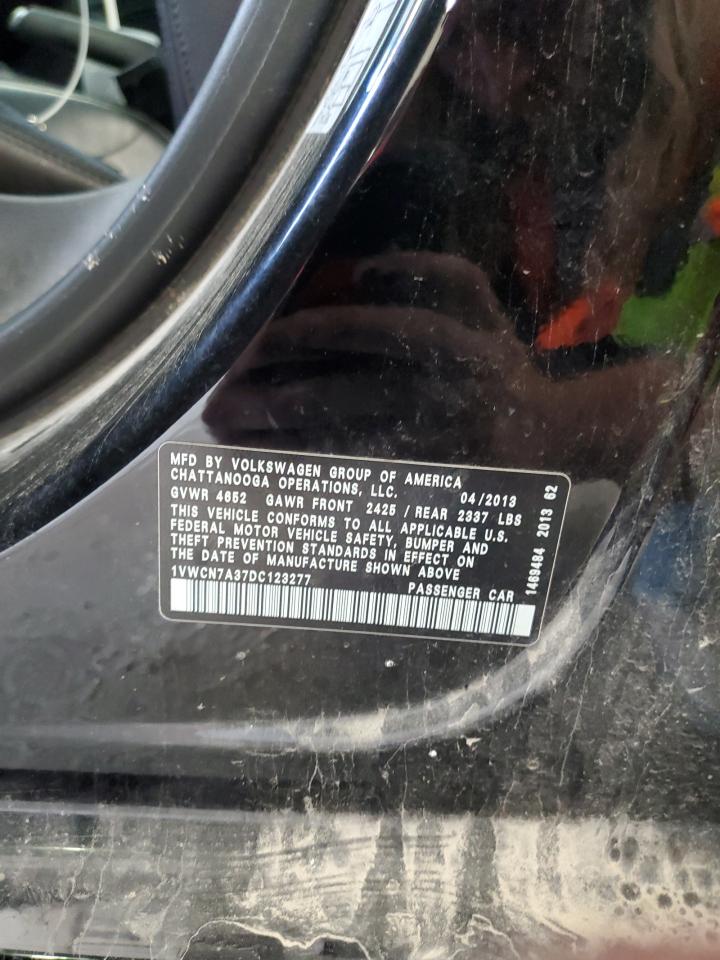 MFD BY VOLKSWAGEN GROUP OF AMERICA
CHATTANOOGA OPERATIONS, LLC. 04/2013
GVWR 4652 GAWR FRONT 2425 / REAR 2337 LBS
THIS VEHICLE CONFORMS TO ALL APPLICABLE U.S.
FEDERAL MOTOR VEHICLE SAFETY, BUMPER AND
THEFT PREVENTION STANDARDS IN EFFECT ON
THE DATE OF MANUFACTURE SHOWN ABOVE
1VWCN7A37DC123277 PASSENGER CAR
1469484 2013 62